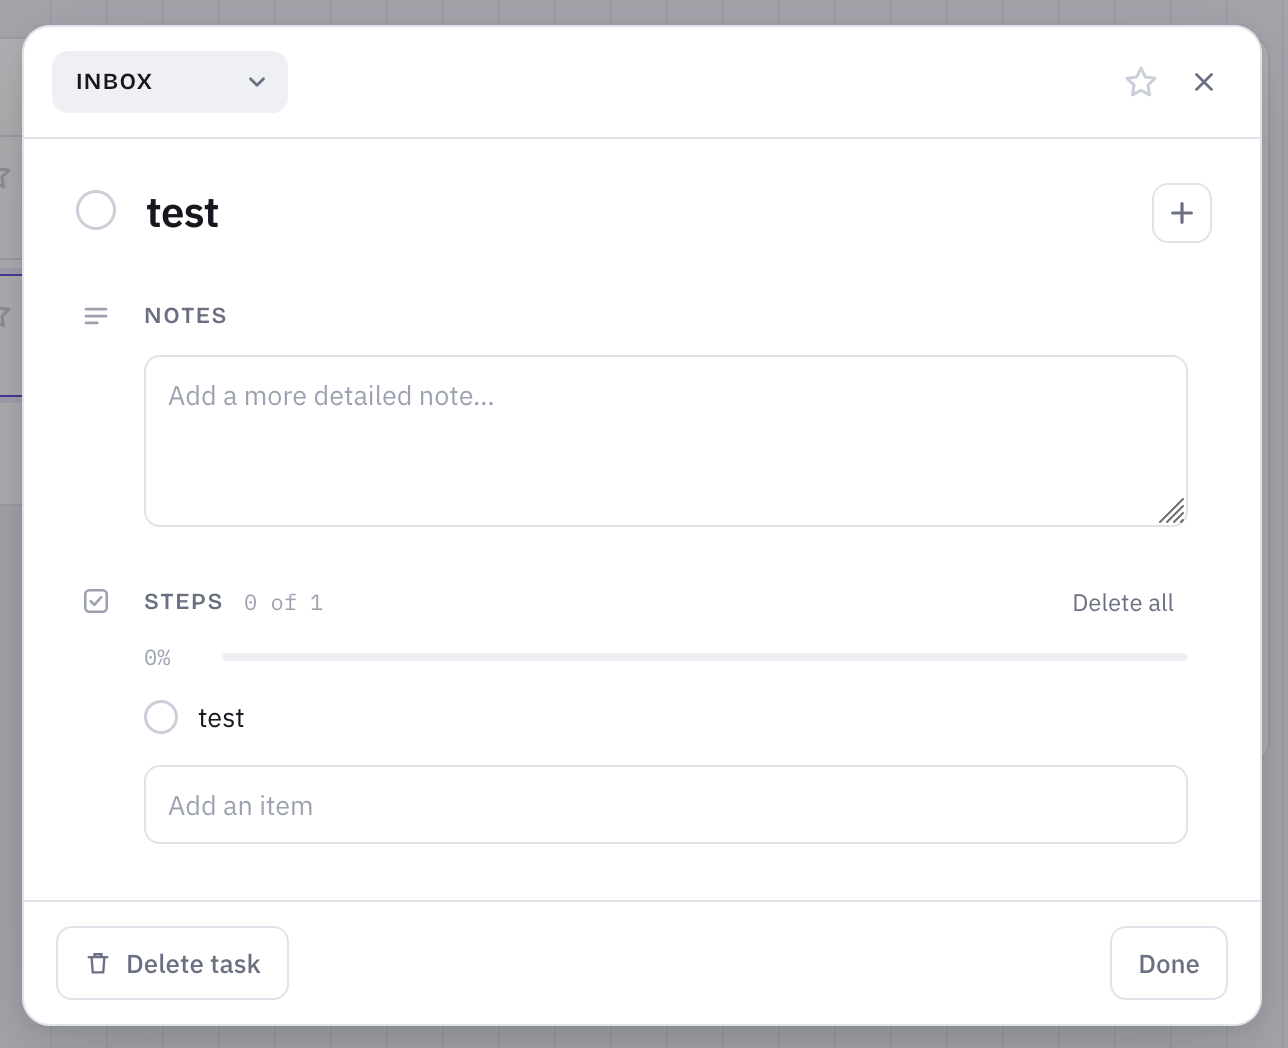 INBOX
test
NOTES
Add a more detailed note...
STEPS 0 of 1 Delete all
0%
test
Add an item
Delete task Done